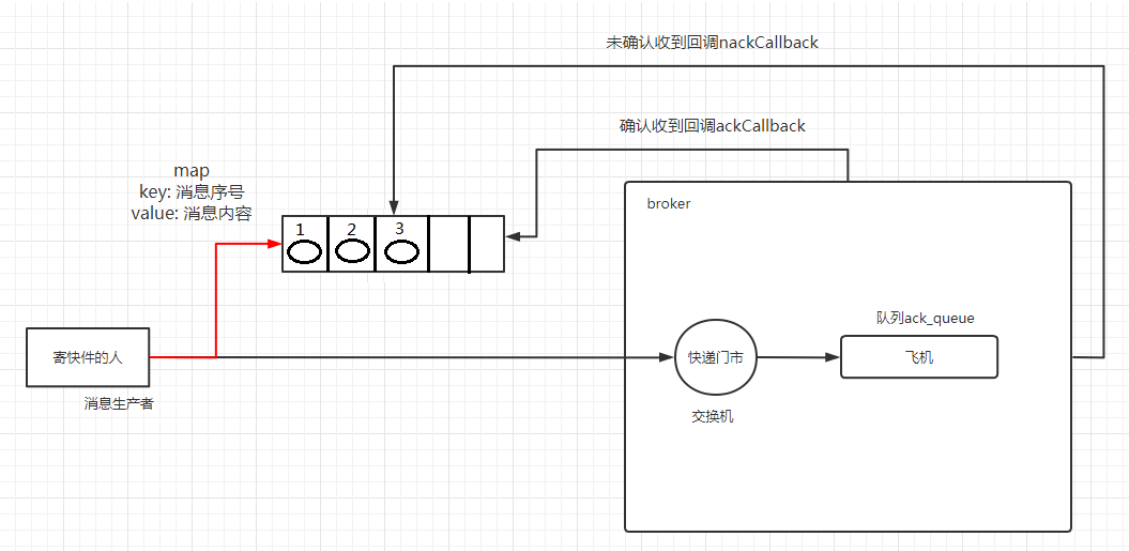 未确认收到回调nackCallback
确认收到回调ackCallback
map
key: 消息序号
value: 消息内容
1 2 3
broker
队列ack_queue
寄快件的人
快递门市
飞机
消息生产者
交换机